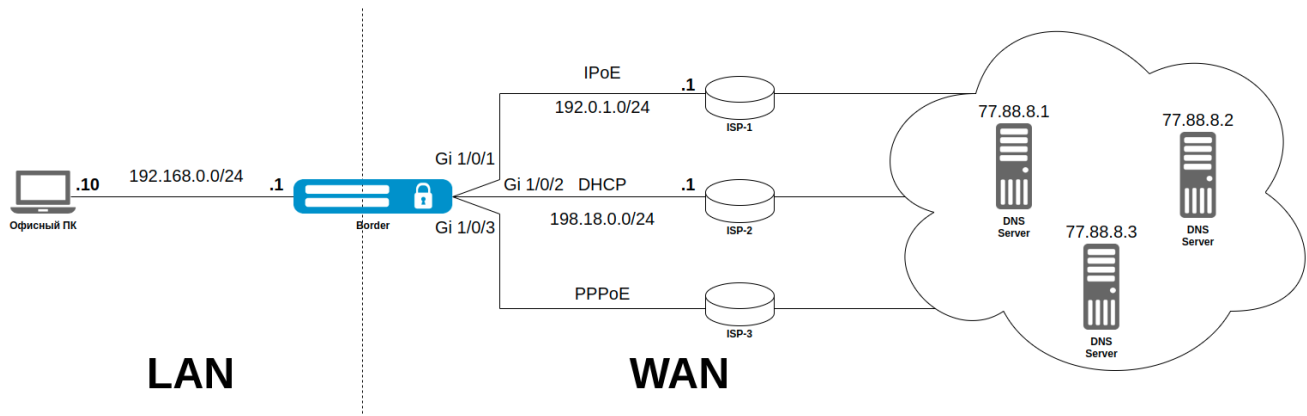 IPoE
.1
192.0.1.0/24
ISP-1
77.88.8.1
77.88.8.2
Gi 1/0/1
192.168.0.0/24
.10
.1
Gi 1/0/2
DHCP
.1
198.18.0.0/24
Офисный ПК
Border
Gi 1/0/3
ISP-2
DNS
Server
77.88.8.3
DNS
Server
PPPoE
ISP-3
DNS
Server
LAN
WAN